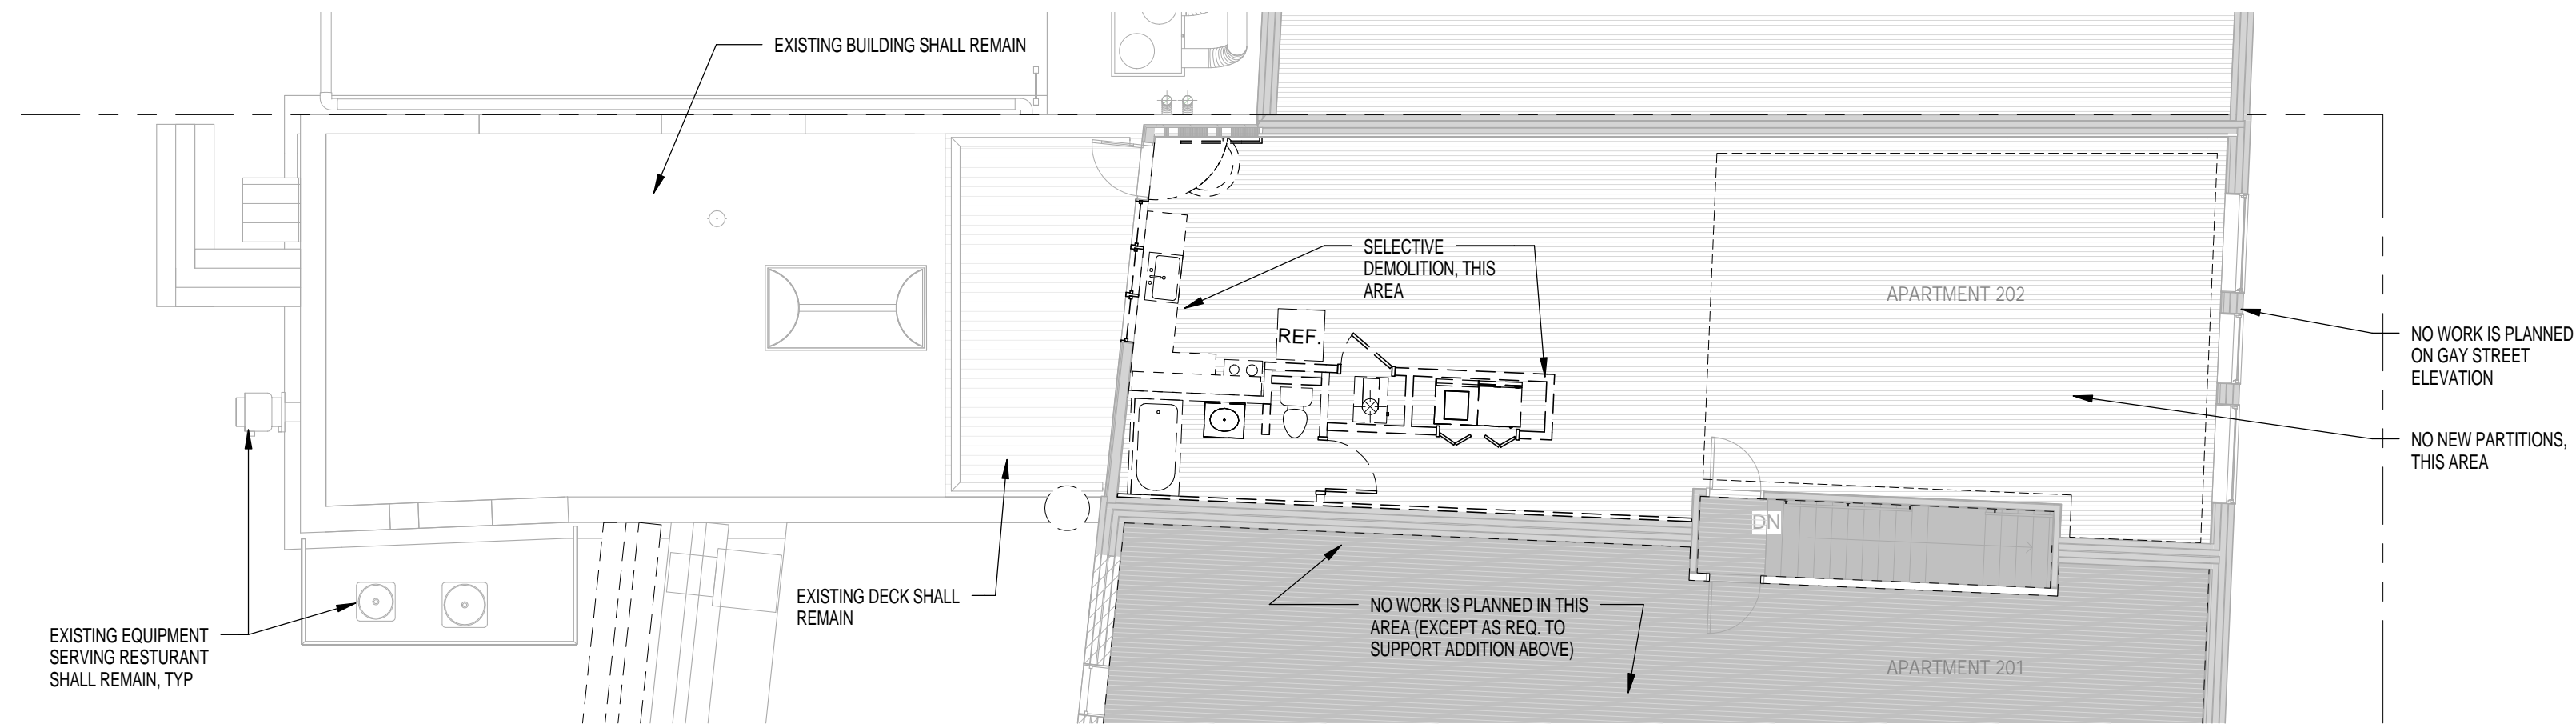 EXISTING BUILDING SHALL REMAIN
SELECTIVE
DEMOLITION, THIS
AREA
REF.
APARTMENT 202
NO WORK IS PLANNED
ON GAY STREET
ELEVATION
NO NEW PARTITIONS,
THIS AREA
DN
EXISTING DECK SHALL
REMAIN
NO WORK IS PLANNED IN THIS
AREA (EXCEPT AS REQ. TO
SUPPORT ADDITION ABOVE)
EXISTING EQUIPMENT
SERVING RESTURANT
SHALL REMAIN, TYP
APARTMENT 201